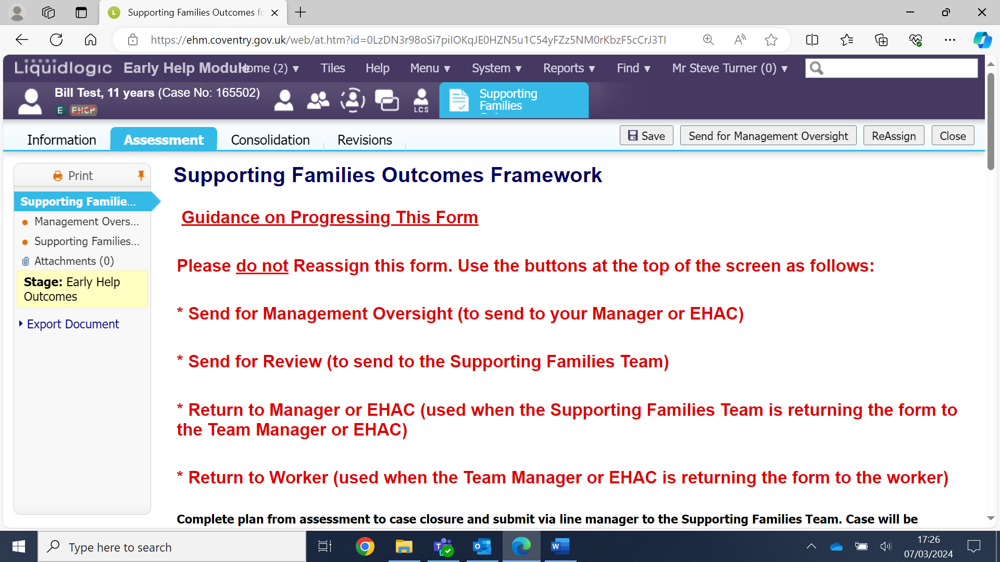 Supporting Families Outcomes fo
https://ehm.coventry.gov.uk/web/at.htm?id=0LzDN3r98oSi7piIOKqJE0HZN5u1C54yFZz5NM0rKbzF5cCrJ3TI
Liquidlogic Early Help Module ome (2) ▼ Tiles Help Menu ▼ System ▼ Reports ▼ Find ▼ Mr Steve Turner (0) ▼
Bill Test, 11 years (Case No: 165502)
E EHCP
LCS
Supporting
Families
Information Assessment Consolidation Revisions
Save Send for Management Oversight ReAssign Close
Print
Supporting Familie...
Management Overs...
Supporting Families...
Attachments (0)
Stage: Early Help
Outcomes
Export Document
Supporting Families Outcomes Framework
Guidance on Progressing This Form
Please do not Reassign this form. Use the buttons at the top of the screen as follows:
* Send for Management Oversight (to send to your Manager or EHAC)
* Send for Review (to send to the Supporting Families Team)
* Return to Manager or EHAC (used when the Supporting Families Team is returning the form to
the Team Manager or EHAC)
* Return to Worker (used when the Team Manager or EHAC is returning the form to the worker)
Complete plan from assessment to case closure and submit via line manager to the Supporting Families Team. Case will be
Type here to search
17:26
07/03/2024